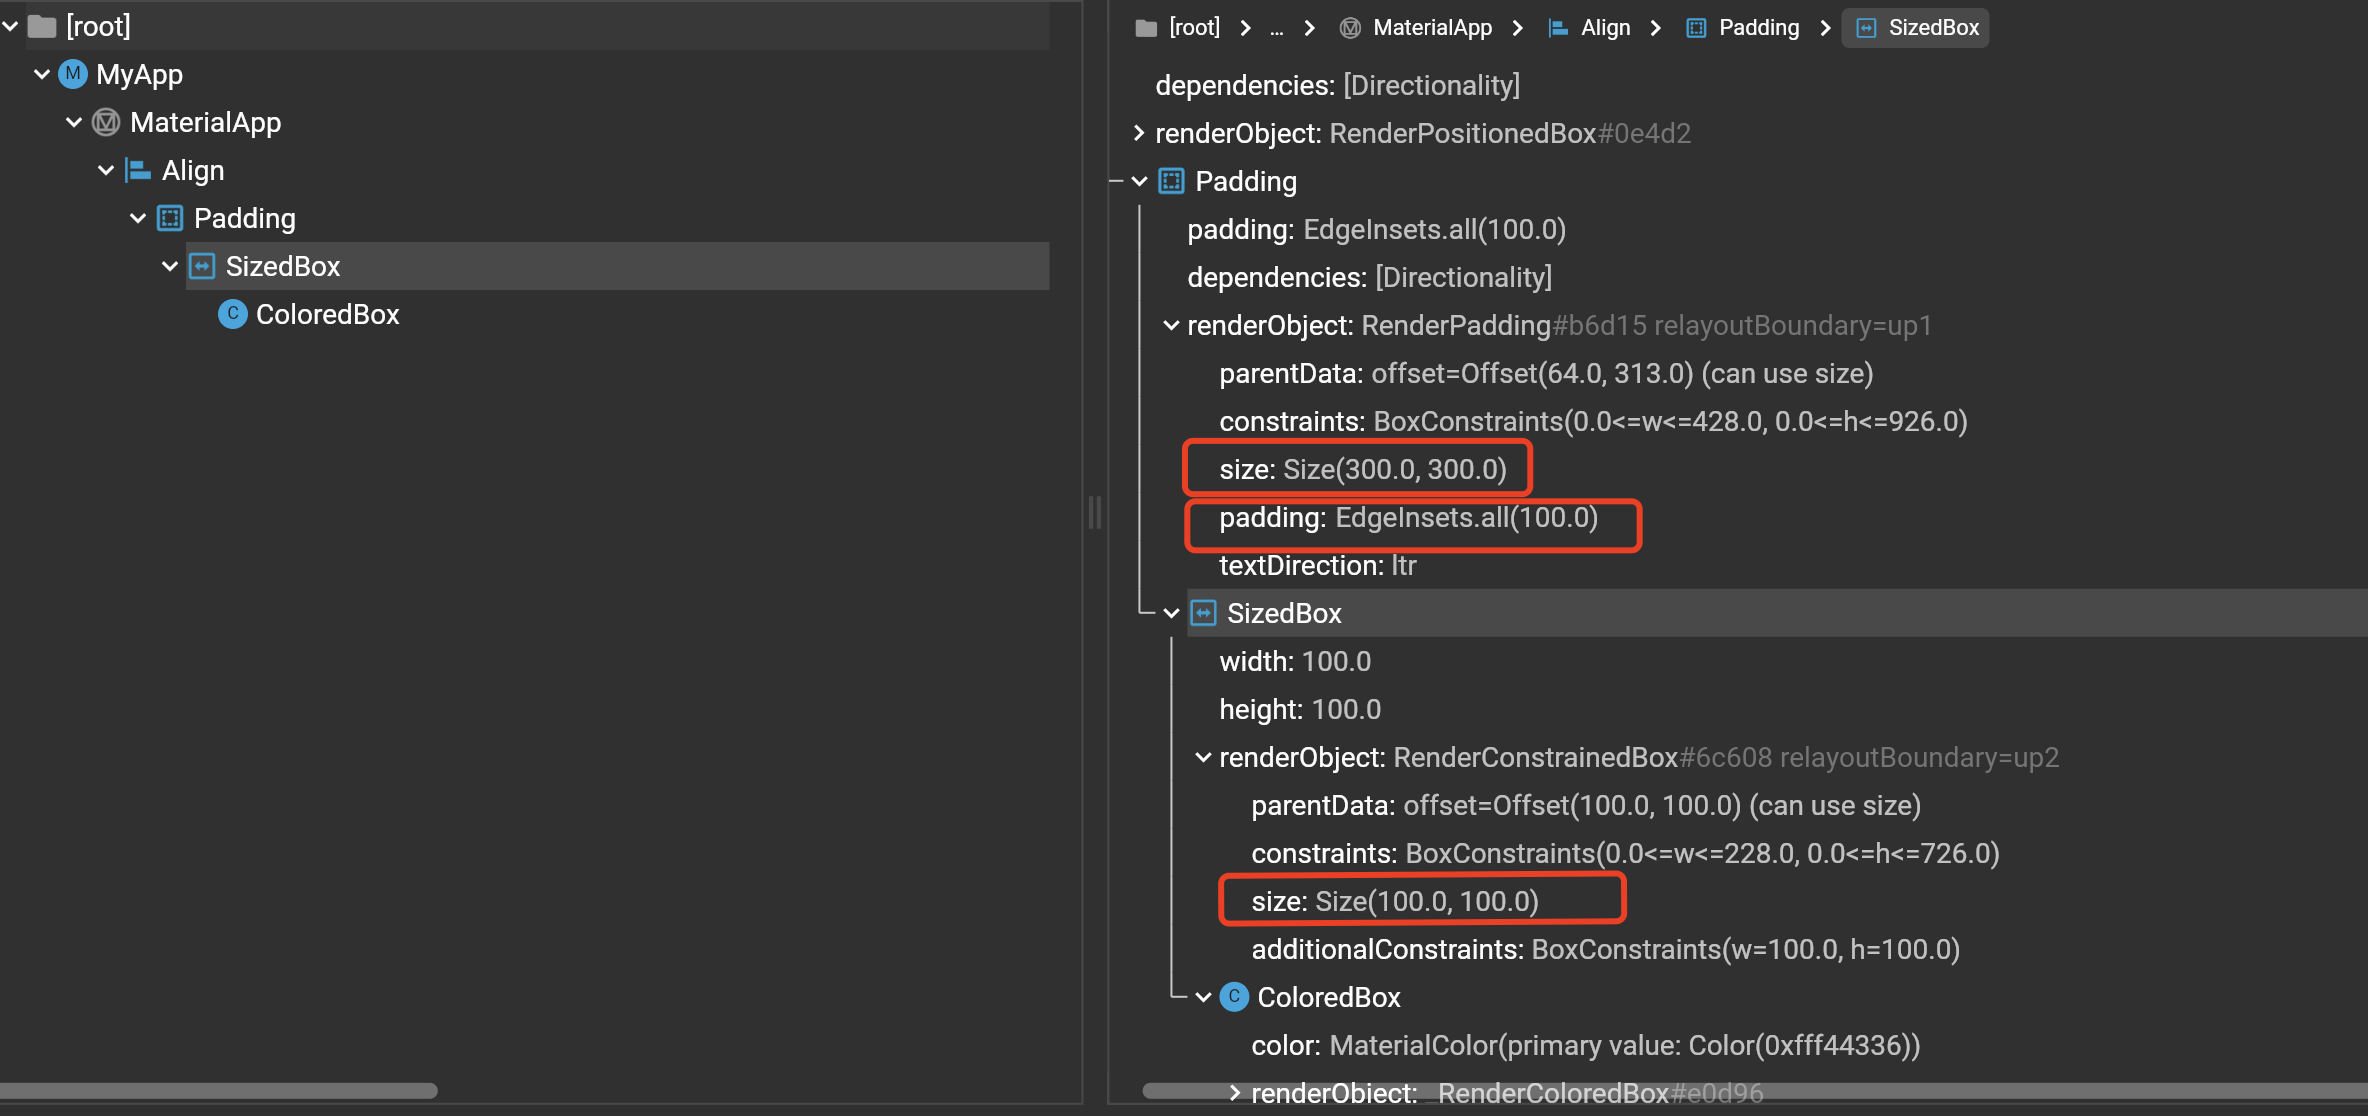 [root]
MyApp
MaterialApp
Align
Padding
SizedBox
ColoredBox
[root] ... MaterialApp Align Padding SizedBox
dependencies: [Directionality]
renderObject: RenderPositionedBox#0e4d2
Padding
padding: EdgeInsets.all(100.0)
dependencies: [Directionality]
renderObject: RenderPadding#b6d15 relayoutBoundary=up1
parentData: offset=Offset(64.0, 313.0) (can use size)
constraints: BoxConstraints(0.0<=w<=428.0, 0.0<=h<=926.0)
size: Size(300.0, 300.0)
padding: EdgeInsets.all(100.0)
textDirection: ltr
SizedBox
width: 100.0
height: 100.0
renderObject: RenderConstrainedBox#6c608 relayoutBoundary=up2
parentData: offset=Offset(100.0, 100.0) (can use size)
constraints: BoxConstraints(0.0<=w<=228.0, 0.0<=h<=726.0)
size: Size(100.0, 100.0)
additionalConstraints: BoxConstraints(w=100.0, h=100.0)
ColoredBox
color: MaterialColor(primary value: Color(0xfff44336))
renderObject: _RenderColoredBox#e0d96